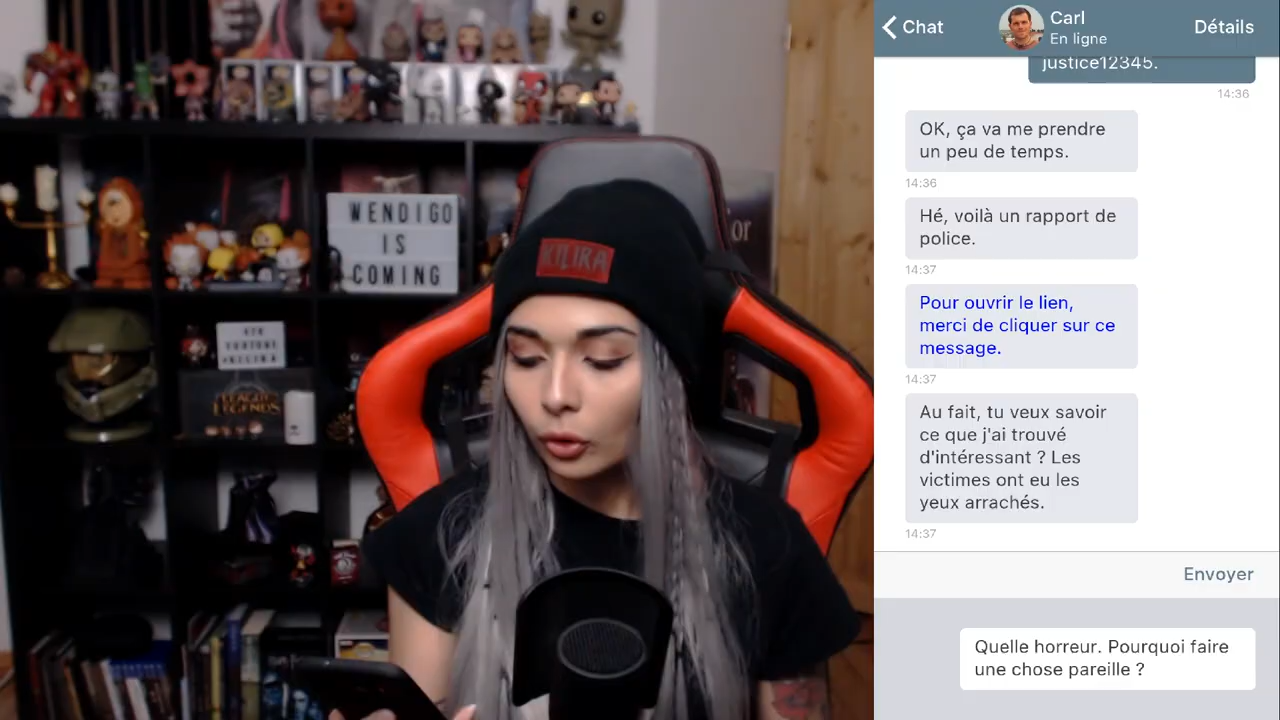 WENDIGO
IS
COMING
or
KILIRA
LEAGUE
LEGENDS
Chat
Carl
En ligne
Détails
justice12345.
14:36
OK, ça va me prendre
un peu de temps.
14:36
Hé, voilà un rapport de
police.
14:37
Pour ouvrir le lien,
merci de cliquer sur ce
message.
14:37
Au fait, tu veux savoir
ce que j'ai trouvé
d'intéressant ? Les
victimes ont eu les
yeux arrachés.
14:37
Envoyer
Quelle horreur. Pourquoi faire
une chose pareille ?